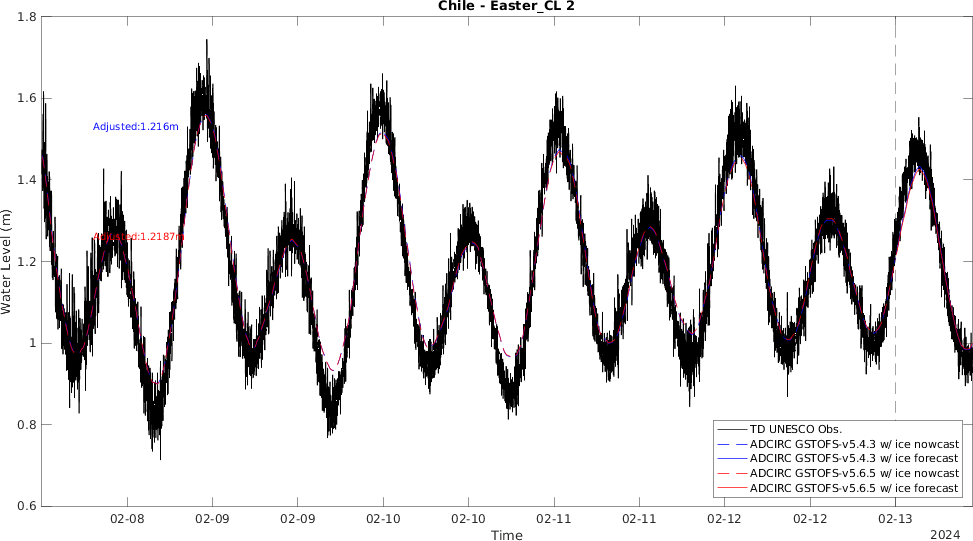 Chile - Easter_CL 2
Water Level (m)
1.8
1.6
1.4
1.2
1
0.8
0.6
Adjusted:1.216m
Adjusted:1.2187m
TD UNESCO Obs.
ADCIRC GSTOFS-v5.4.3 w/ ice nowcast
ADCIRC GSTOFS-v5.4.3 w/ ice forecast
ADCIRC GSTOFS-v5.6.5 w/ ice nowcast
ADCIRC GSTOFS-v5.6.5 w/ ice forecast
02-08 02-09 02-09 02-10 02-10 02-11 02-11 02-12 02-12 02-13
Time
2024